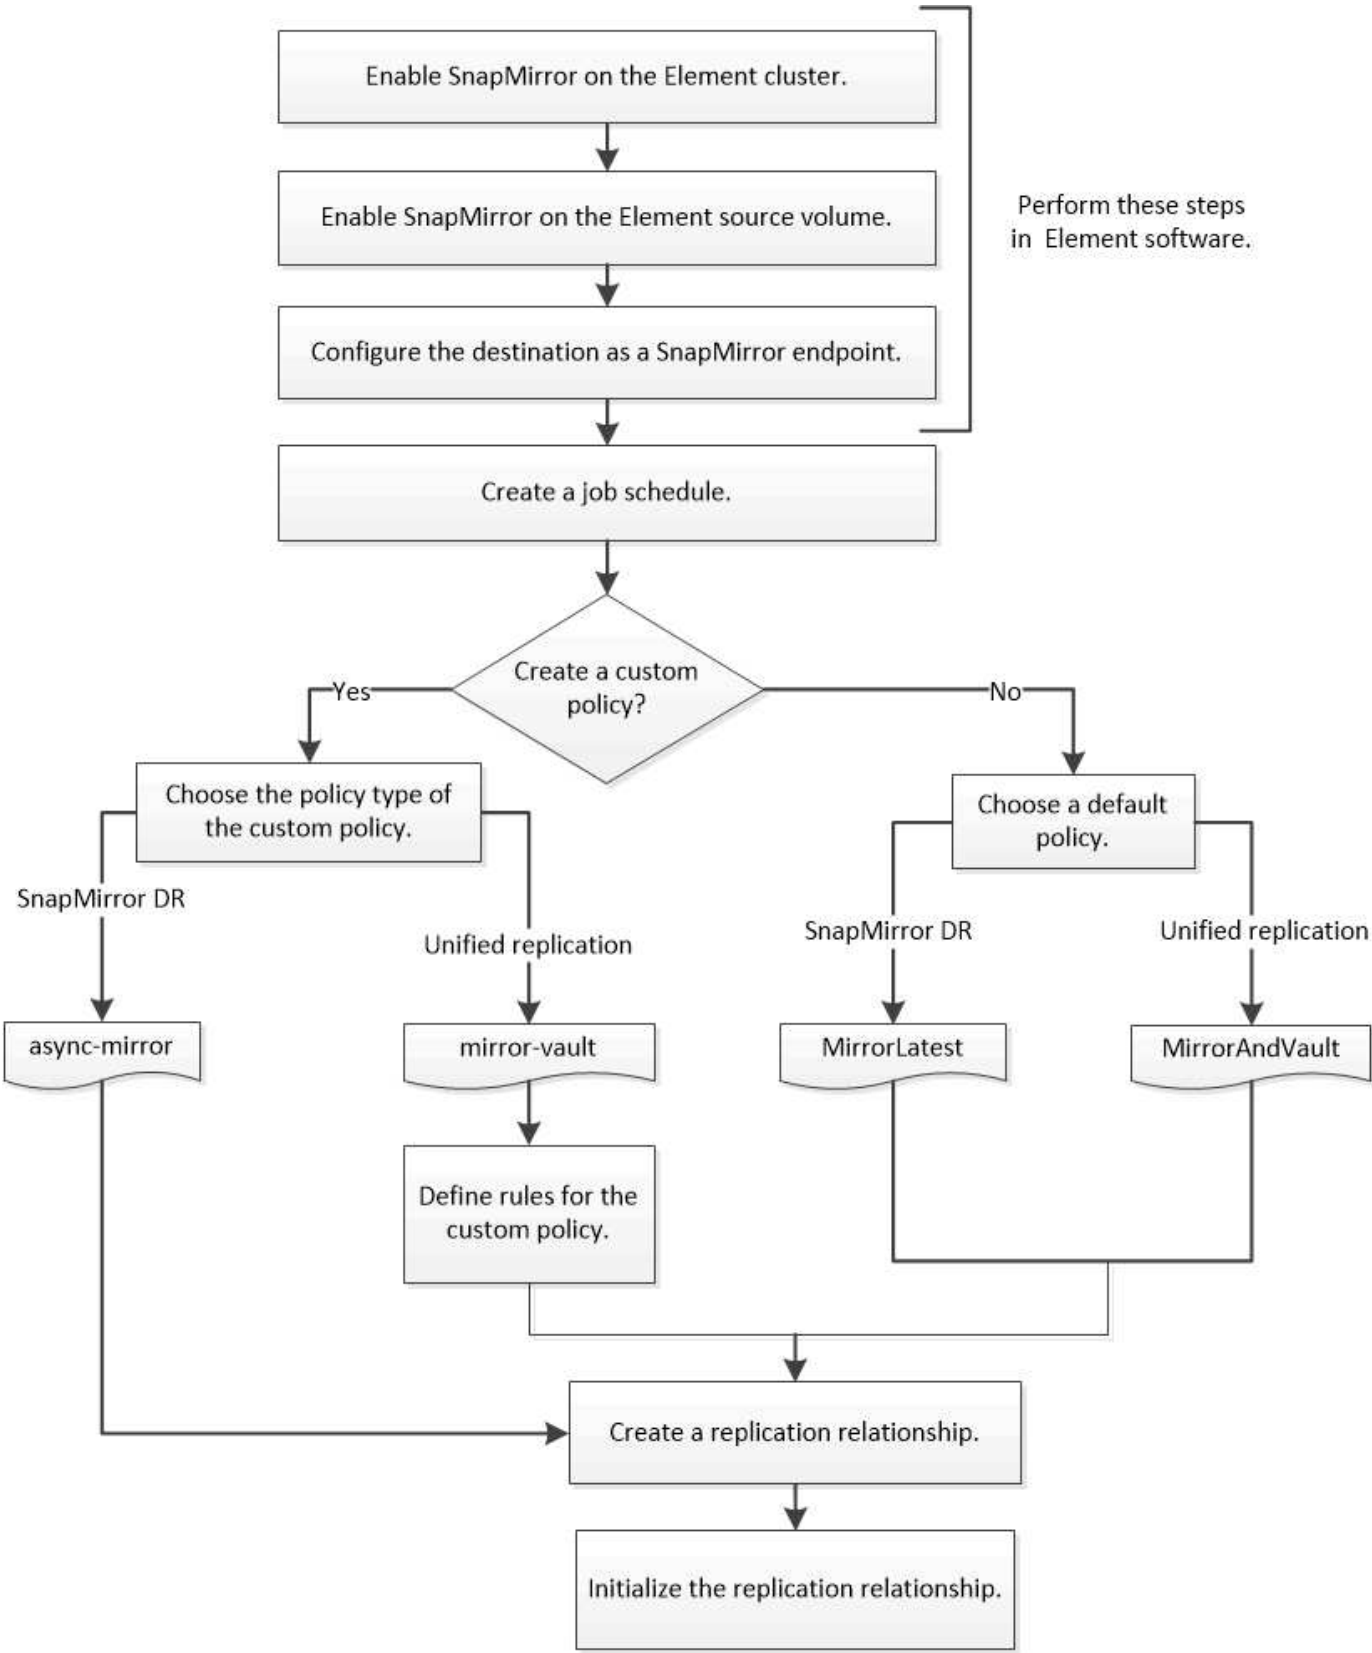 Enable SnapMirror on the Element cluster.
Enable SnapMirror on the Element source volume.
Perform these steps
in Element software.
Configure the destination as a SnapMirror endpoint.
Create a job schedule.
Create a custom
policy?
Yes
No
Choose the policy type of
the custom policy.
Choose a default
policy.
SnapMirror DR
Unified replication
SnapMirror DR
Unified replication
async-mirror
mirror-vault
MirrorLatest
MirrorAndVault
Define rules for the
custom policy.
Create a replication relationship.
Initialize the replication relationship.